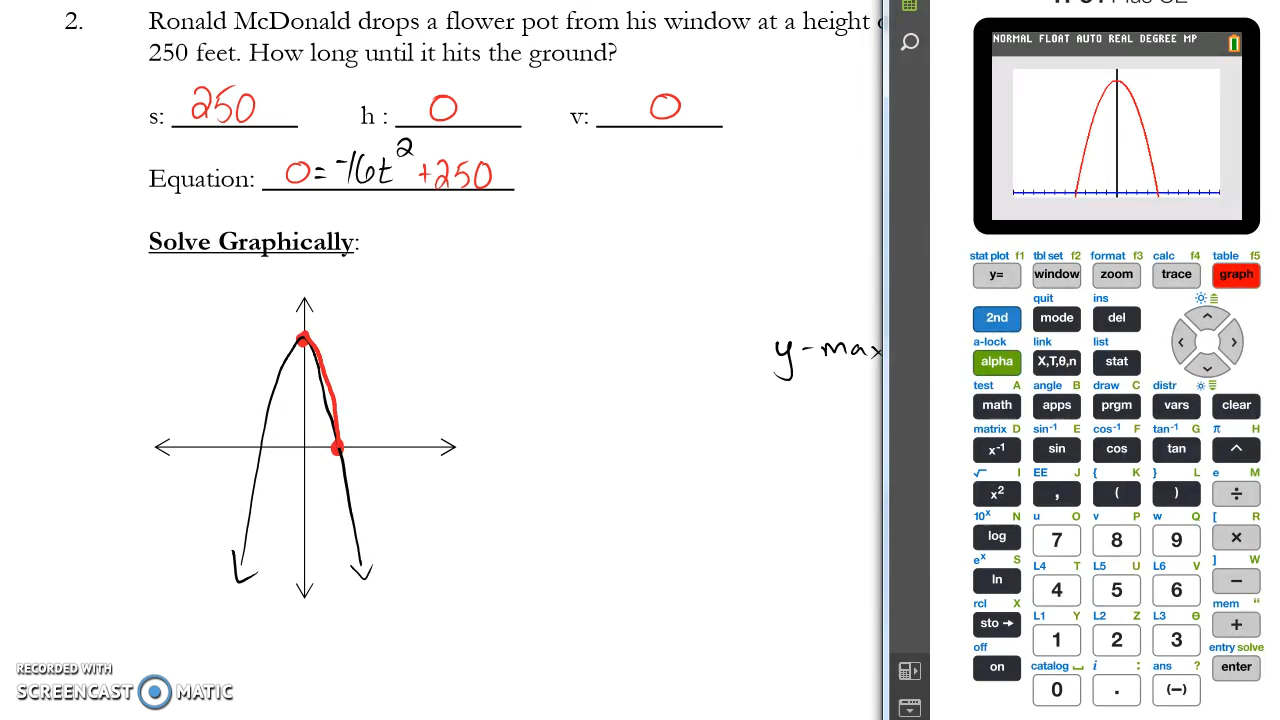 2. Ronald McDonald drops a flower pot from his window at a height
250 feet. How long until it hits the ground?
s: 250 h : 0 v: 0
Equation: 0 = -16t² +250
Solve Graphically:
y-max
RECORDED WITH
SCREENCAST MATIC
Plus CE
NORMAL FLOAT AUTO REAL DEGREE MP
stat plot f1 tbl set f2 format f3 calc f4 table f5
y= window zoom trace graph
quit ins
2nd mode del
a-lock link list
alpha X,T,θ,n stat
test A angle B draw C distr
math apps prgm vars clear
matrix D sin⁻¹ E cos⁻¹ F tan⁻¹ G π H
x⁻¹ sin cos tan ^
√ I EE J { K } L e M
x² , ( ) ÷
10ˣ N u O v P w Q [ R
log 7 8 9 ×
eˣ S L4 T L5 U L6 V ] W
ln 4 5 6 −
rcl X L1 Y L2 Z L3 θ mem "
sto → 1 2 3 +
off catalog i : ans ? entry solve
on 0 . (−) enter